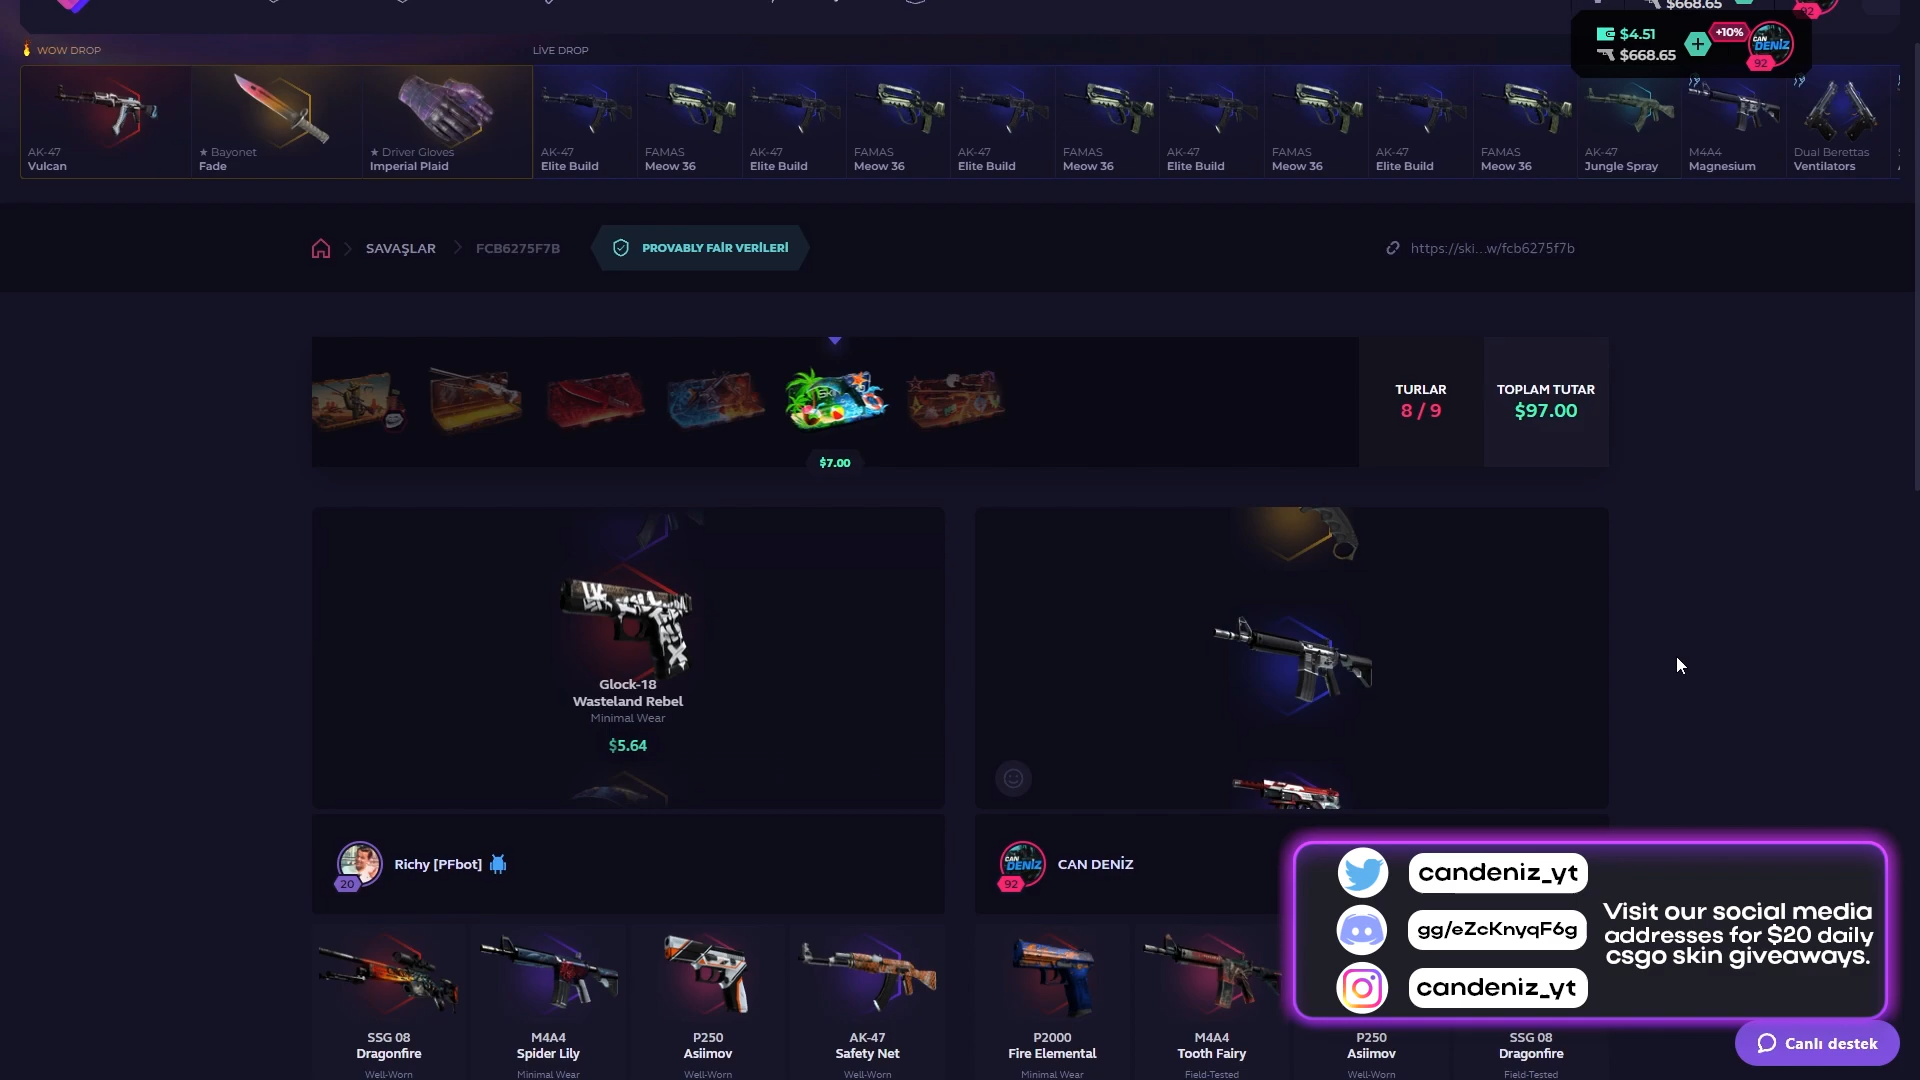 $668.65
92
$4.51
+10%
$668.65
CAN DENİZ
92
WOW DROP
LİVE DROP
AK-47
Vulcan
★ Bayonet
Fade
★ Driver Gloves
Imperial Plaid
AK-47
Elite Build
FAMAS
Meow 36
AK-47
Elite Build
FAMAS
Meow 36
AK-47
Elite Build
FAMAS
Meow 36
AK-47
Elite Build
FAMAS
Meow 36
AK-47
Elite Build
FAMAS
Meow 36
AK-47
Jungle Spray
M4A4
Magnesium
Dual Berettas
Ventilators
SAVAŞLAR
FCB6275F7B
PROVABLY FAİR VERİLERİ
https://ski...w/fcb6275f7b
TURLAR
8 / 9
TOPLAM TUTAR
$97.00
$7.00
Glock-18
Wasteland Rebel
Minimal Wear
$5.64
Richy [PFbot]
20
CAN DENİZ
CAN DENİZ
92
SSG 08
Dragonfire
Well-Worn
M4A4
Spider Lily
Minimal Wear
P250
Asiimov
Well-Worn
AK-47
Safety Net
Well-Worn
P2000
Fire Elemental
Minimal Wear
M4A4
Tooth Fairy
Field-Tested
P250
Asiimov
Well-Worn
SSG 08
Dragonfire
Field-Tested
candeniz_yt
gg/eZcKnyqF6g
candeniz_yt
Visit our social media
addresses for $20 daily
csgo skin giveaways.
Canlı destek